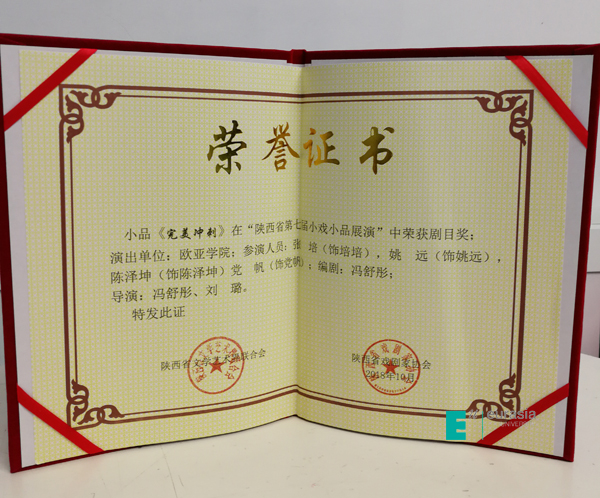 荣誉证书
小品《完美冲刺》在“陕西省第七届小戏小品展演”中荣获剧目奖；
演出单位：欧亚学院；参演人员：张　培（饰培培），姚　远（饰姚远），
陈泽坤（饰陈泽坤）党　帆（饰党帆）；编剧：冯舒彤；
导演：冯舒彤、刘　璐。
特发此证
陕西省文学艺术界联合会
陕西省戏剧家协会
2018年10月
eurasia
UNIVERSITY